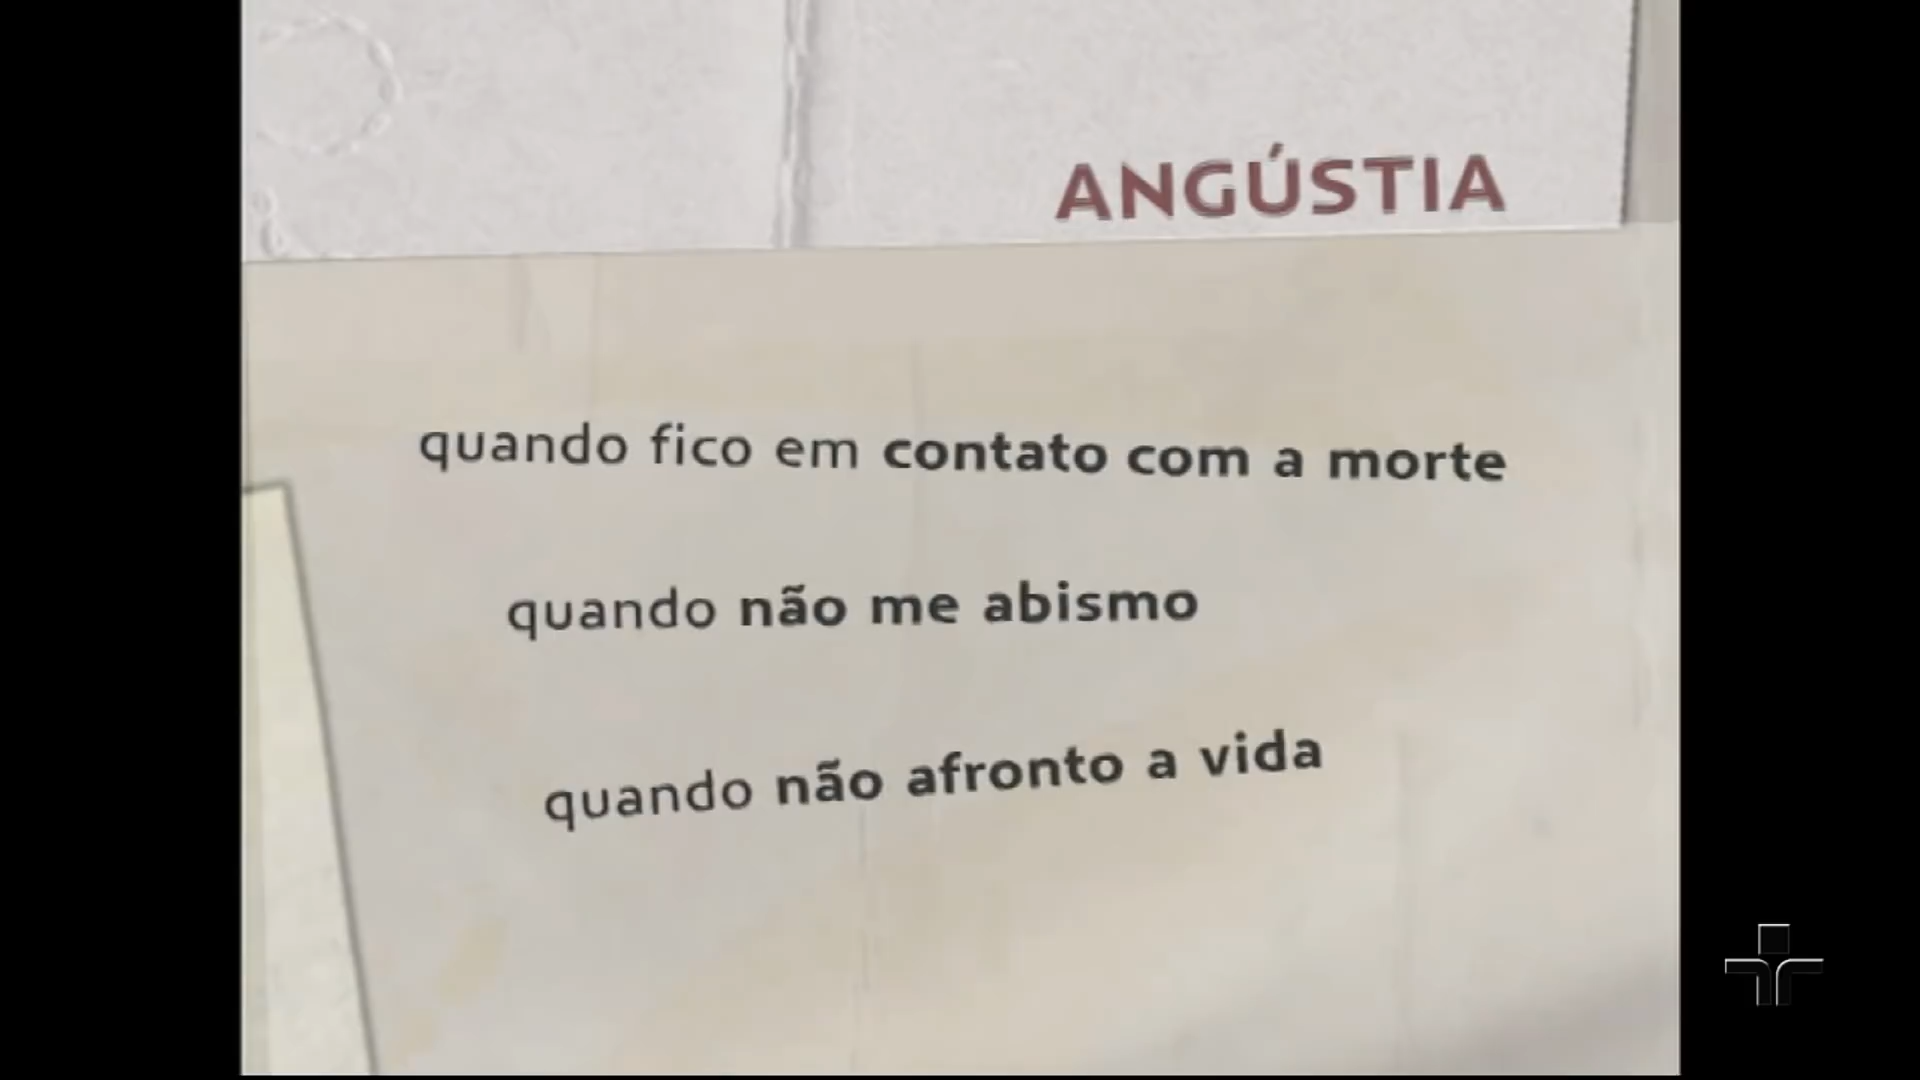 ANGÚSTIA
quando fico em contato com a morte
quando não me abismo
quando não afronto a vida